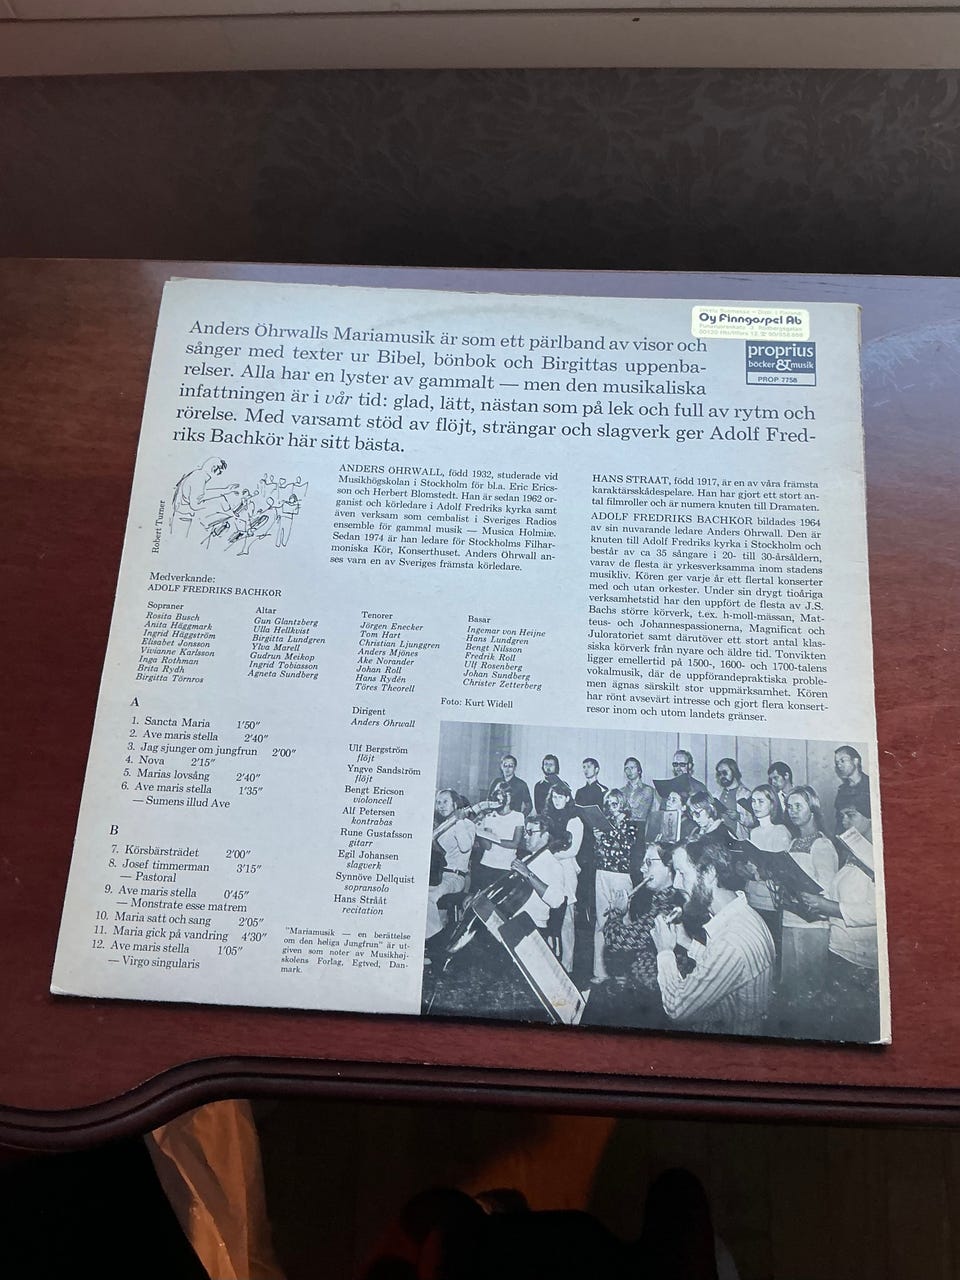 Anders Öhrwalls Mariamusik är som ett pärlband av visor och
sånger med texter ur Bibel, bönbok och Birgittas uppenba-
relser. Alla har en lyster av gammalt — men den musikaliska
infattningen är i vår tid: glad, lätt, nästan som på lek och full av rytm och
rörelse. Med varsamt stöd av flöjt, strängar och slagverk ger Adolf Fred-
riks Bachkör här sitt bästa.
Oy Finngospel Ab
proprius
böcker & musik
PROP 7758
Robert Turner
ANDERS ÖHRWALL, född 1932, studerade vid
Musikhögskolan i Stockholm för bl.a. Eric Erics-
son och Herbert Blomstedt. Han är sedan 1962 or-
ganist och körledare i Adolf Fredriks kyrka samt
även verksam som cembalist i Sveriges Radios
ensemble för gammal musik — Musica Holmiæ.
Sedan 1974 är han ledare för Stockholms Filhar-
moniska Kör, Konserthuset. Anders Öhrwall an-
ses vara en av Sveriges främsta körledare.
HANS STRÅÅT, född 1917, är en av våra främsta
karaktärsskådespelare. Han har gjort ett stort an-
tal filmroller och är numera knuten till Dramaten.
ADOLF FREDRIKS BACHKÖR bildades 1964
av sin nuvarande ledare Anders Öhrwall. Den är
knuten till Adolf Fredriks kyrka i Stockholm och
består av ca 35 sångare i 20- till 30-årsåldern,
varav de flesta är yrkesverksamma inom stadens
musikliv. Kören ger varje år ett flertal konserter
med och utan orkester. Under sin drygt tioåriga
verksamhetstid har den uppfört de flesta av J.S.
Bachs större körverk, t.ex. h-moll-mässan, Mat-
teus- och Johannespassionerna, Magnificat och
Juloratoriet samt därutöver ett stort antal klas-
siska körverk från nyare och äldre tid. Tonvikten
ligger emellertid på 1500-, 1600- och 1700-talens
vokalmusik, där de uppförandepraktiska proble-
men ägnas särskilt stor uppmärksamhet. Kören
har rönt avsevärt intresse och gjort flera konsert-
resor inom och utom landets gränser.
Medverkande:
ADOLF FREDRIKS BACHKÖR
Sopraner
Rosita Busch
Anita Häggmark
Ingrid Häggström
Elisabet Jonsson
Vivianne Karlsson
Inga Rothman
Brita Rydh
Birgitta Törnros
Altar
Gun Glantzberg
Ulla Hellkvist
Birgitta Lundgren
Ylva Marell
Gudrun Meikop
Ingrid Tobiasson
Agneta Sundberg
Tenorer
Jörgen Enecker
Tom Hart
Christian Ljunggren
Anders Mjönes
Åke Norander
Johan Roll
Hans Rydén
Töres Theorell
Basar
Ingemar von Heijne
Hans Lundgren
Bengt Nilsson
Fredrik Roll
Ulf Rosenberg
Johan Sundberg
Christer Zetterberg
A
1. Sancta Maria 1'50"
2. Ave maris stella 2'40"
3. Jag sjunger om jungfrun 2'00"
4. Nova 2'15"
5. Marias lovsång 2'40"
6. Ave maris stella 1'35"
— Sumens illud Ave
B
7. Körsbärsträdet 2'00"
8. Josef timmerman 3'15"
— Pastoral
9. Ave maris stella 0'45"
— Monstrate esse matrem
10. Maria satt och sang 2'05"
11. Maria gick på vandring 4'30"
12. Ave maris stella 1'05"
— Virgo singularis
Dirigent
Anders Öhrwall
Ulf Bergström
flöjt
Yngve Sandström
flöjt
Bengt Ericson
violoncell
Alf Petersen
kontrabas
Rune Gustafsson
gitarr
Egil Johansen
slagverk
Synnöve Dellquist
sopransolo
Hans Strååt
recitation
"Mariamusik — en berättelse
om den heliga Jungfrun" är ut-
given som noter av Musikhøj-
skolens Forlag, Egtved, Dan-
mark.
Foto: Kurt Widell